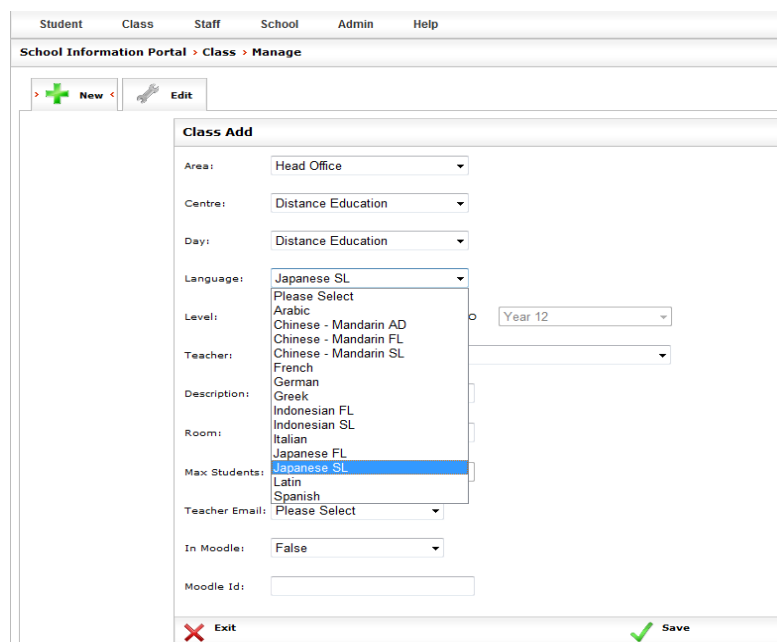 Student Class Staff School Admin Help
School Information Portal › Class › Manage
› New ‹ Edit
Class Add
Area: Head Office
Centre: Distance Education
Day: Distance Education
Language: Japanese SL
Please Select
Arabic
Level: O Year 12
Chinese - Mandarin AD
Chinese - Mandarin FL
Teacher: Chinese - Mandarin SL
French
German
Description: Greek
Indonesian FL
Indonesian SL
Room: Italian
Japanese FL
Max Students: Japanese SL
Latin
Spanish
Teacher Email: Please Select
In Moodle: False
Moodle Id:
Exit Save